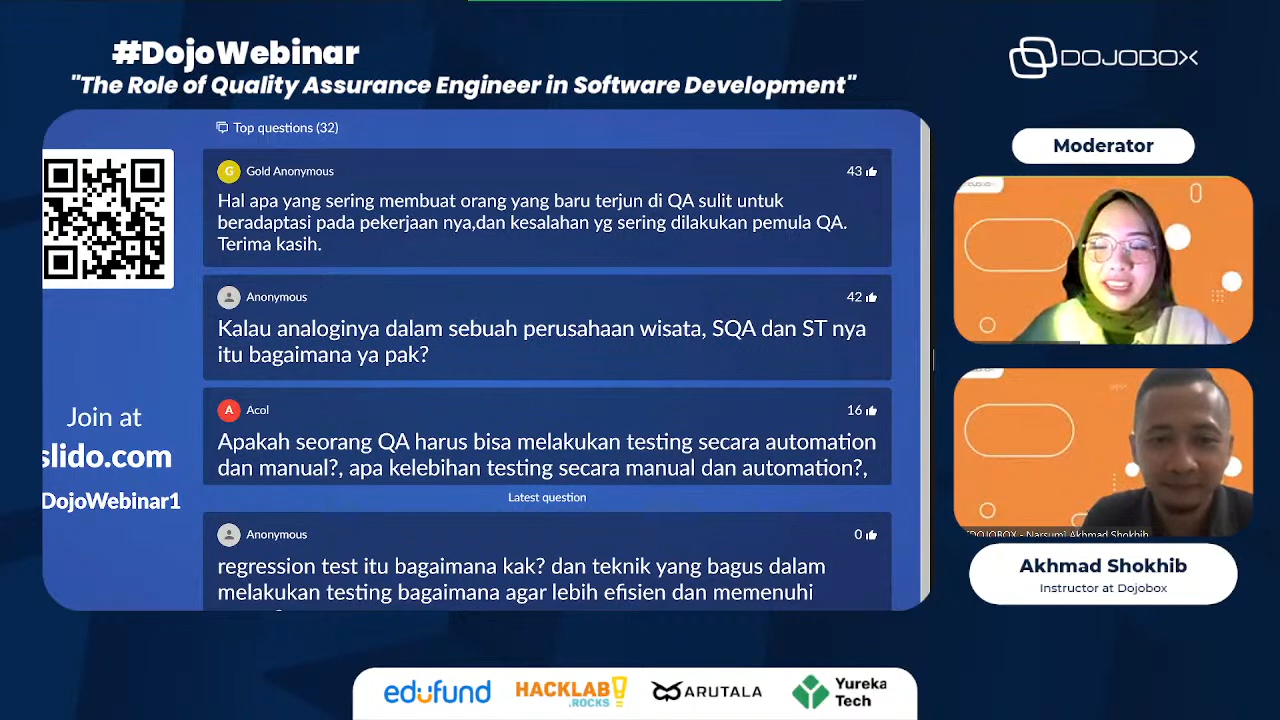 #DojoWebinar
"The Role of Quality Assurance Engineer in Software Development"
DOJOBOX
Top questions (32)
G Gold Anonymous 43
Hal apa yang sering membuat orang yang baru terjun di QA sulit untuk
beradaptasi pada pekerjaan nya,dan kesalahan yg sering dilakukan pemula QA.
Terima kasih.
Anonymous 42
Kalau analoginya dalam sebuah perusahaan wisata, SQA dan ST nya
itu bagaimana ya pak?
A Acol 16
Apakah seorang QA harus bisa melakukan testing secara automation
dan manual?, apa kelebihan testing secara manual dan automation?,
Latest question
Anonymous 0
regression test itu bagaimana kak? dan teknik yang bagus dalam
melakukan testing bagaimana agar lebih efisien dan memenuhi
Join at
slido.com
DojoWebinar1
Moderator
DOJOBOX - Narsum] Akhmad Shokhib
Akhmad Shokhib
Instructor at Dojobox
edufund
HACKLAB!
.ROCKS
ARUTALA
Yureka
Tech